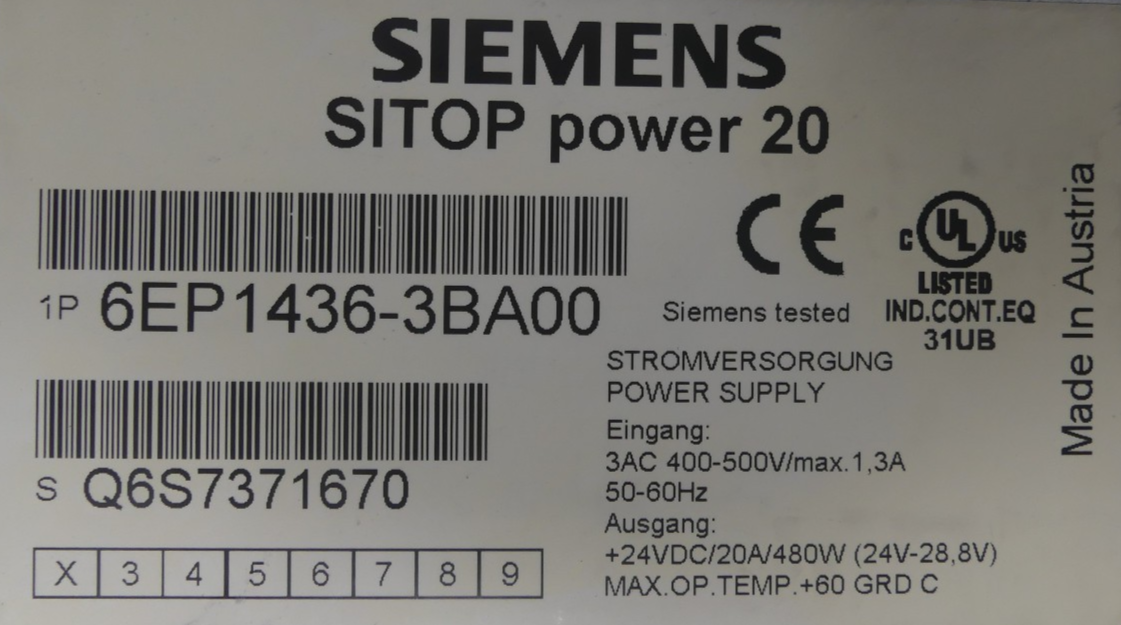 SIEMENS
SITOP power 20
1P 6EP1436-3BA00
S Q6S7371670
X 3 4 5 6 7 8 9
CE
Siemens tested
C UL US
LISTED
IND.CONT.EQ
31UB
STROMVERSORGUNG
POWER SUPPLY
Eingang:
3AC 400-500V/max.1,3A
50-60Hz
Ausgang:
+24VDC/20A/480W (24V-28,8V)
MAX.OP.TEMP.+60 GRD C
Made In Austria